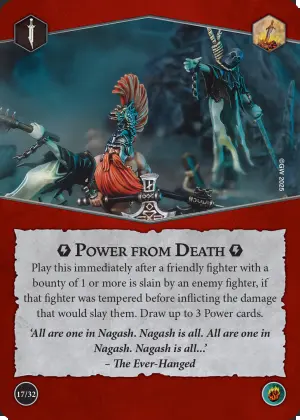 ©GW 2025
POWER FROM DEATH
Play this immediately after a friendly fighter with a
bounty of 1 or more is slain by an enemy fighter, if
that fighter was tempered before inflicting the damage
that would slay them. Draw up to 3 Power cards.
‘All are one in Nagash. Nagash is all. All are one in
Nagash. Nagash is all...’
– The Ever-Hanged
17/32